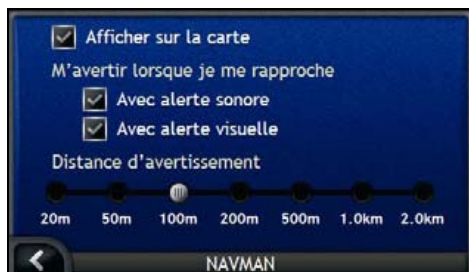 Afficher sur la carte
M'avertir lorsque je me rapproche
Avec alerte sonore
Avec alerte visuelle
Distance d'avertissement
20m 50m 100m 200m 500m 1.0km 2.0km
NAVMAN